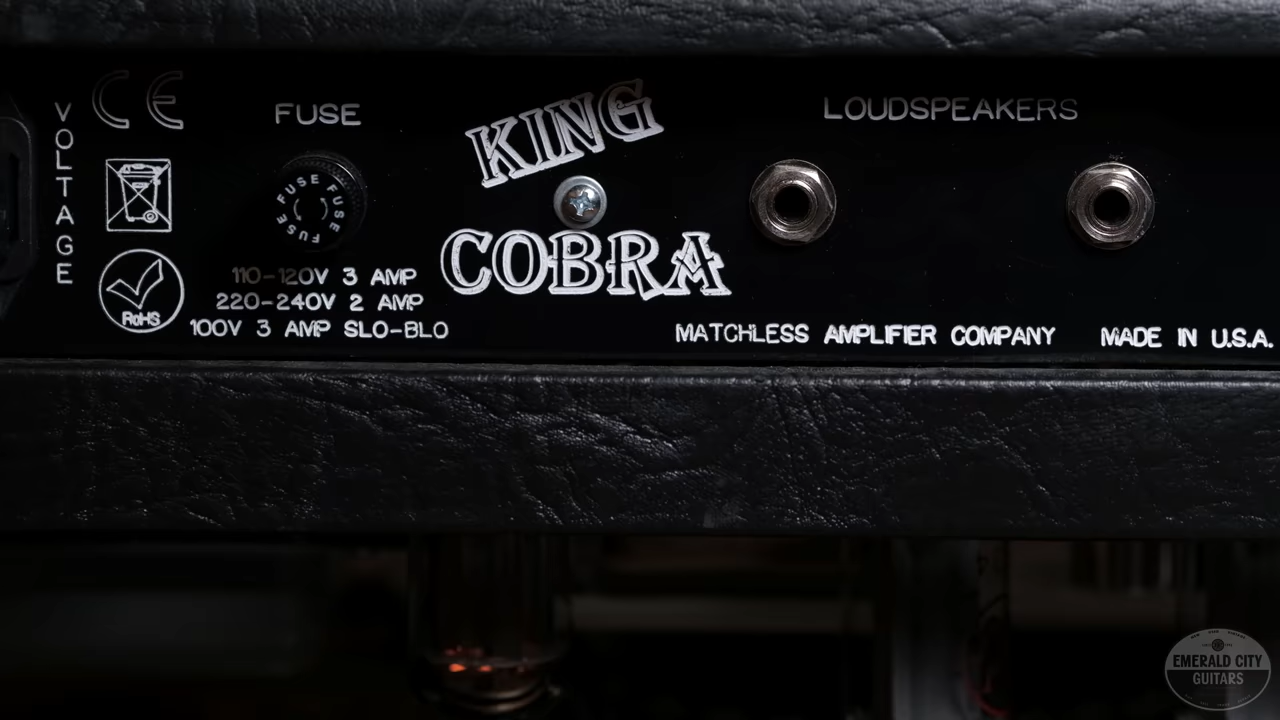 VOLTAGE
CE
RoHS
FUSE
FUSE FUSE FUSE FUSE
110-120V 3 AMP
220-240V 2 AMP
100V 3 AMP SLO-BLO
KING
COBRA
LOUDSPEAKERS
MATCHLESS AMPLIFIER COMPANY MADE IN U.S.A.
EMERALD CITY
GUITARS